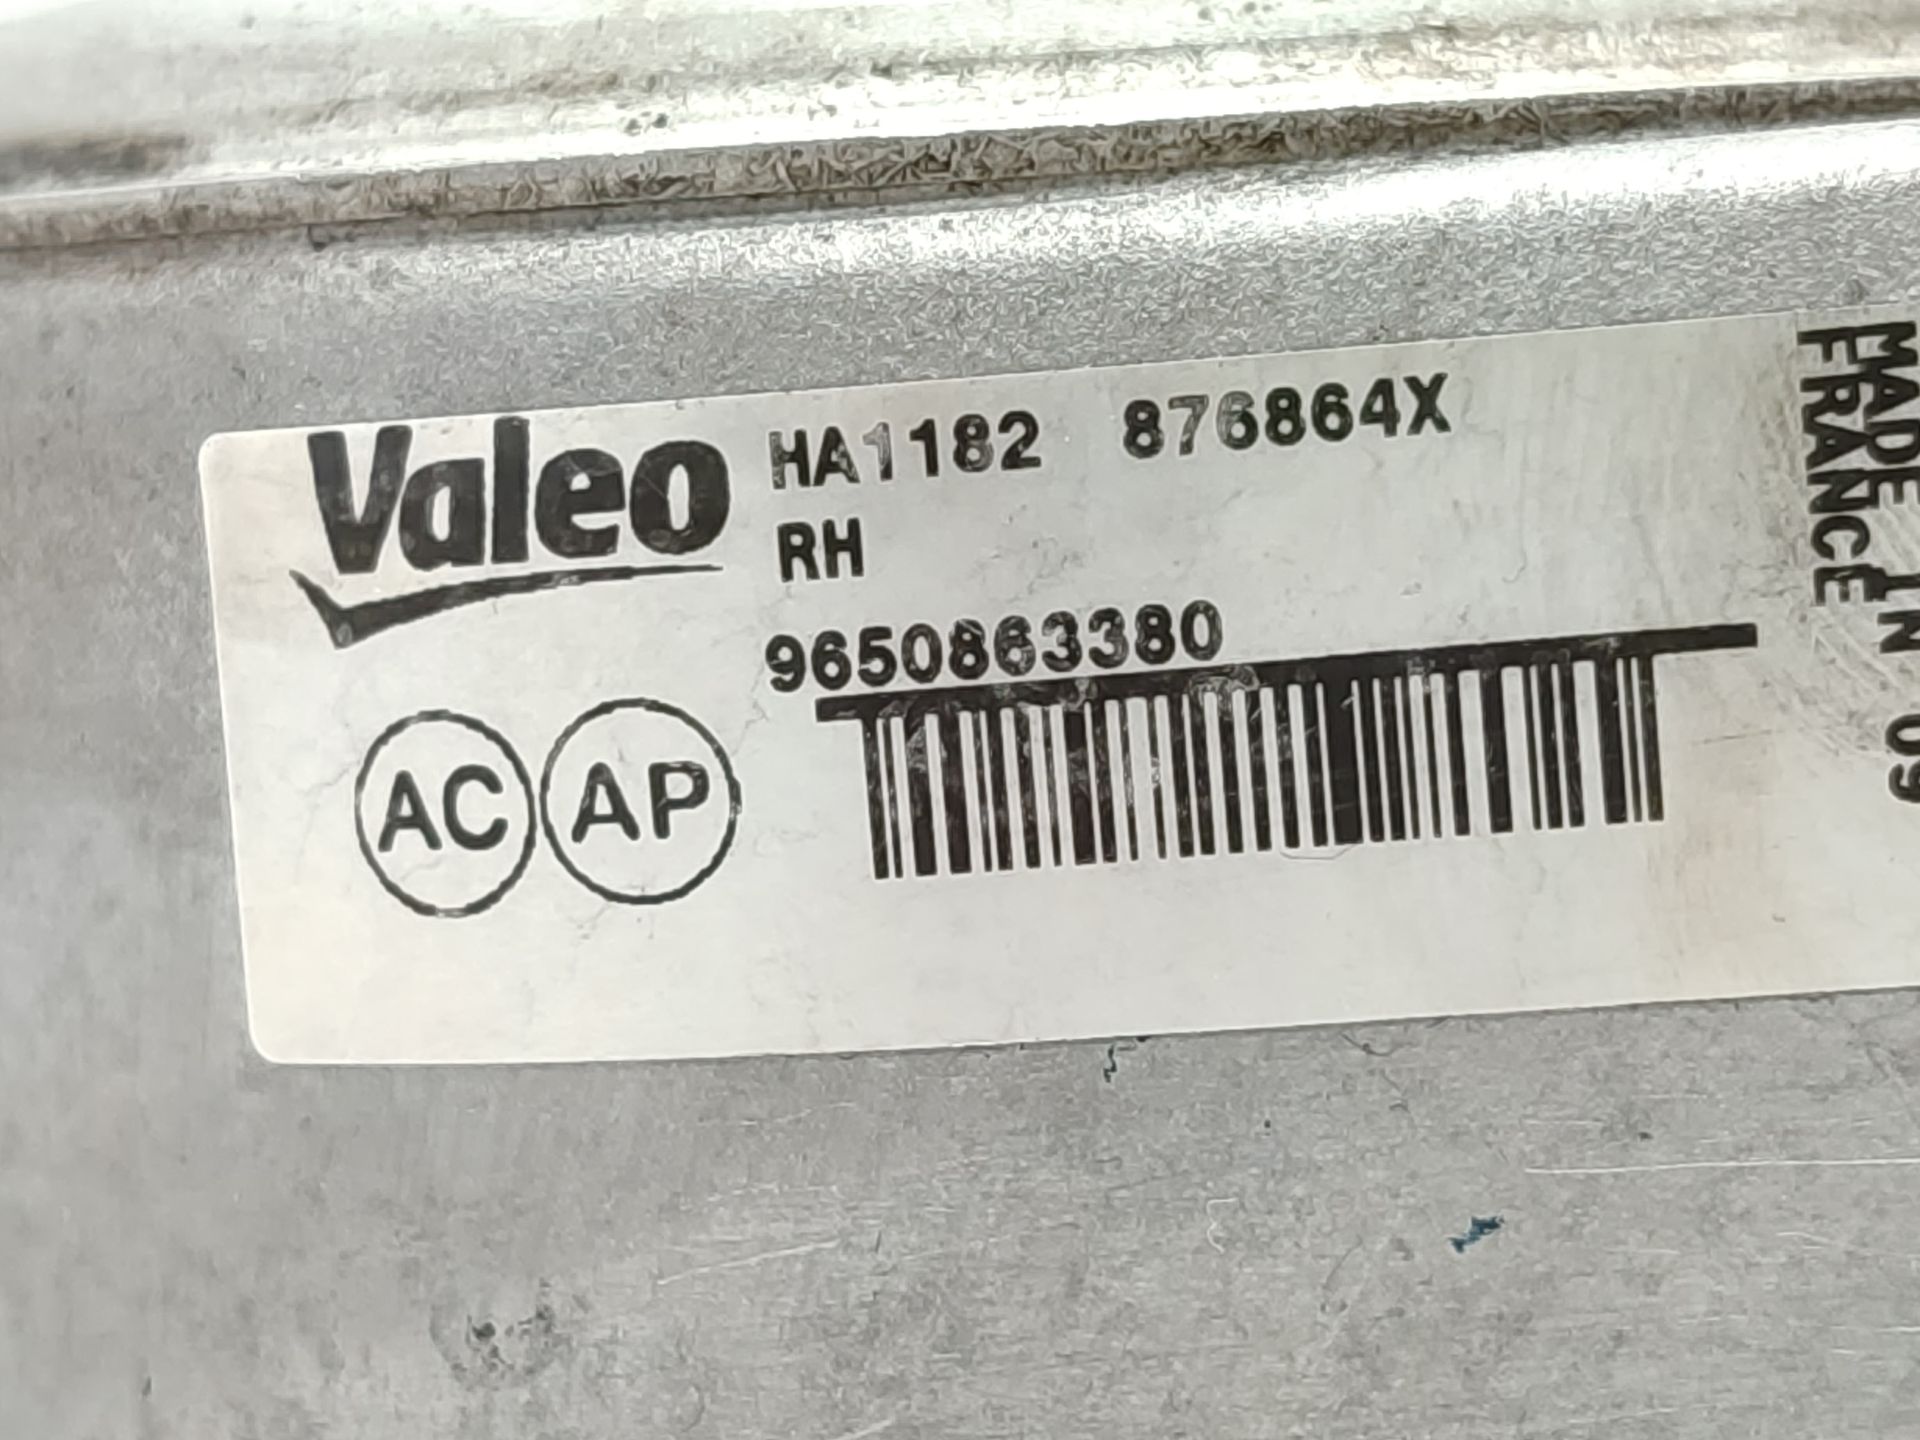 Valeo
HA1182 876864X
RH
9650863380
AC AP
MADE IN
FRANCE
09